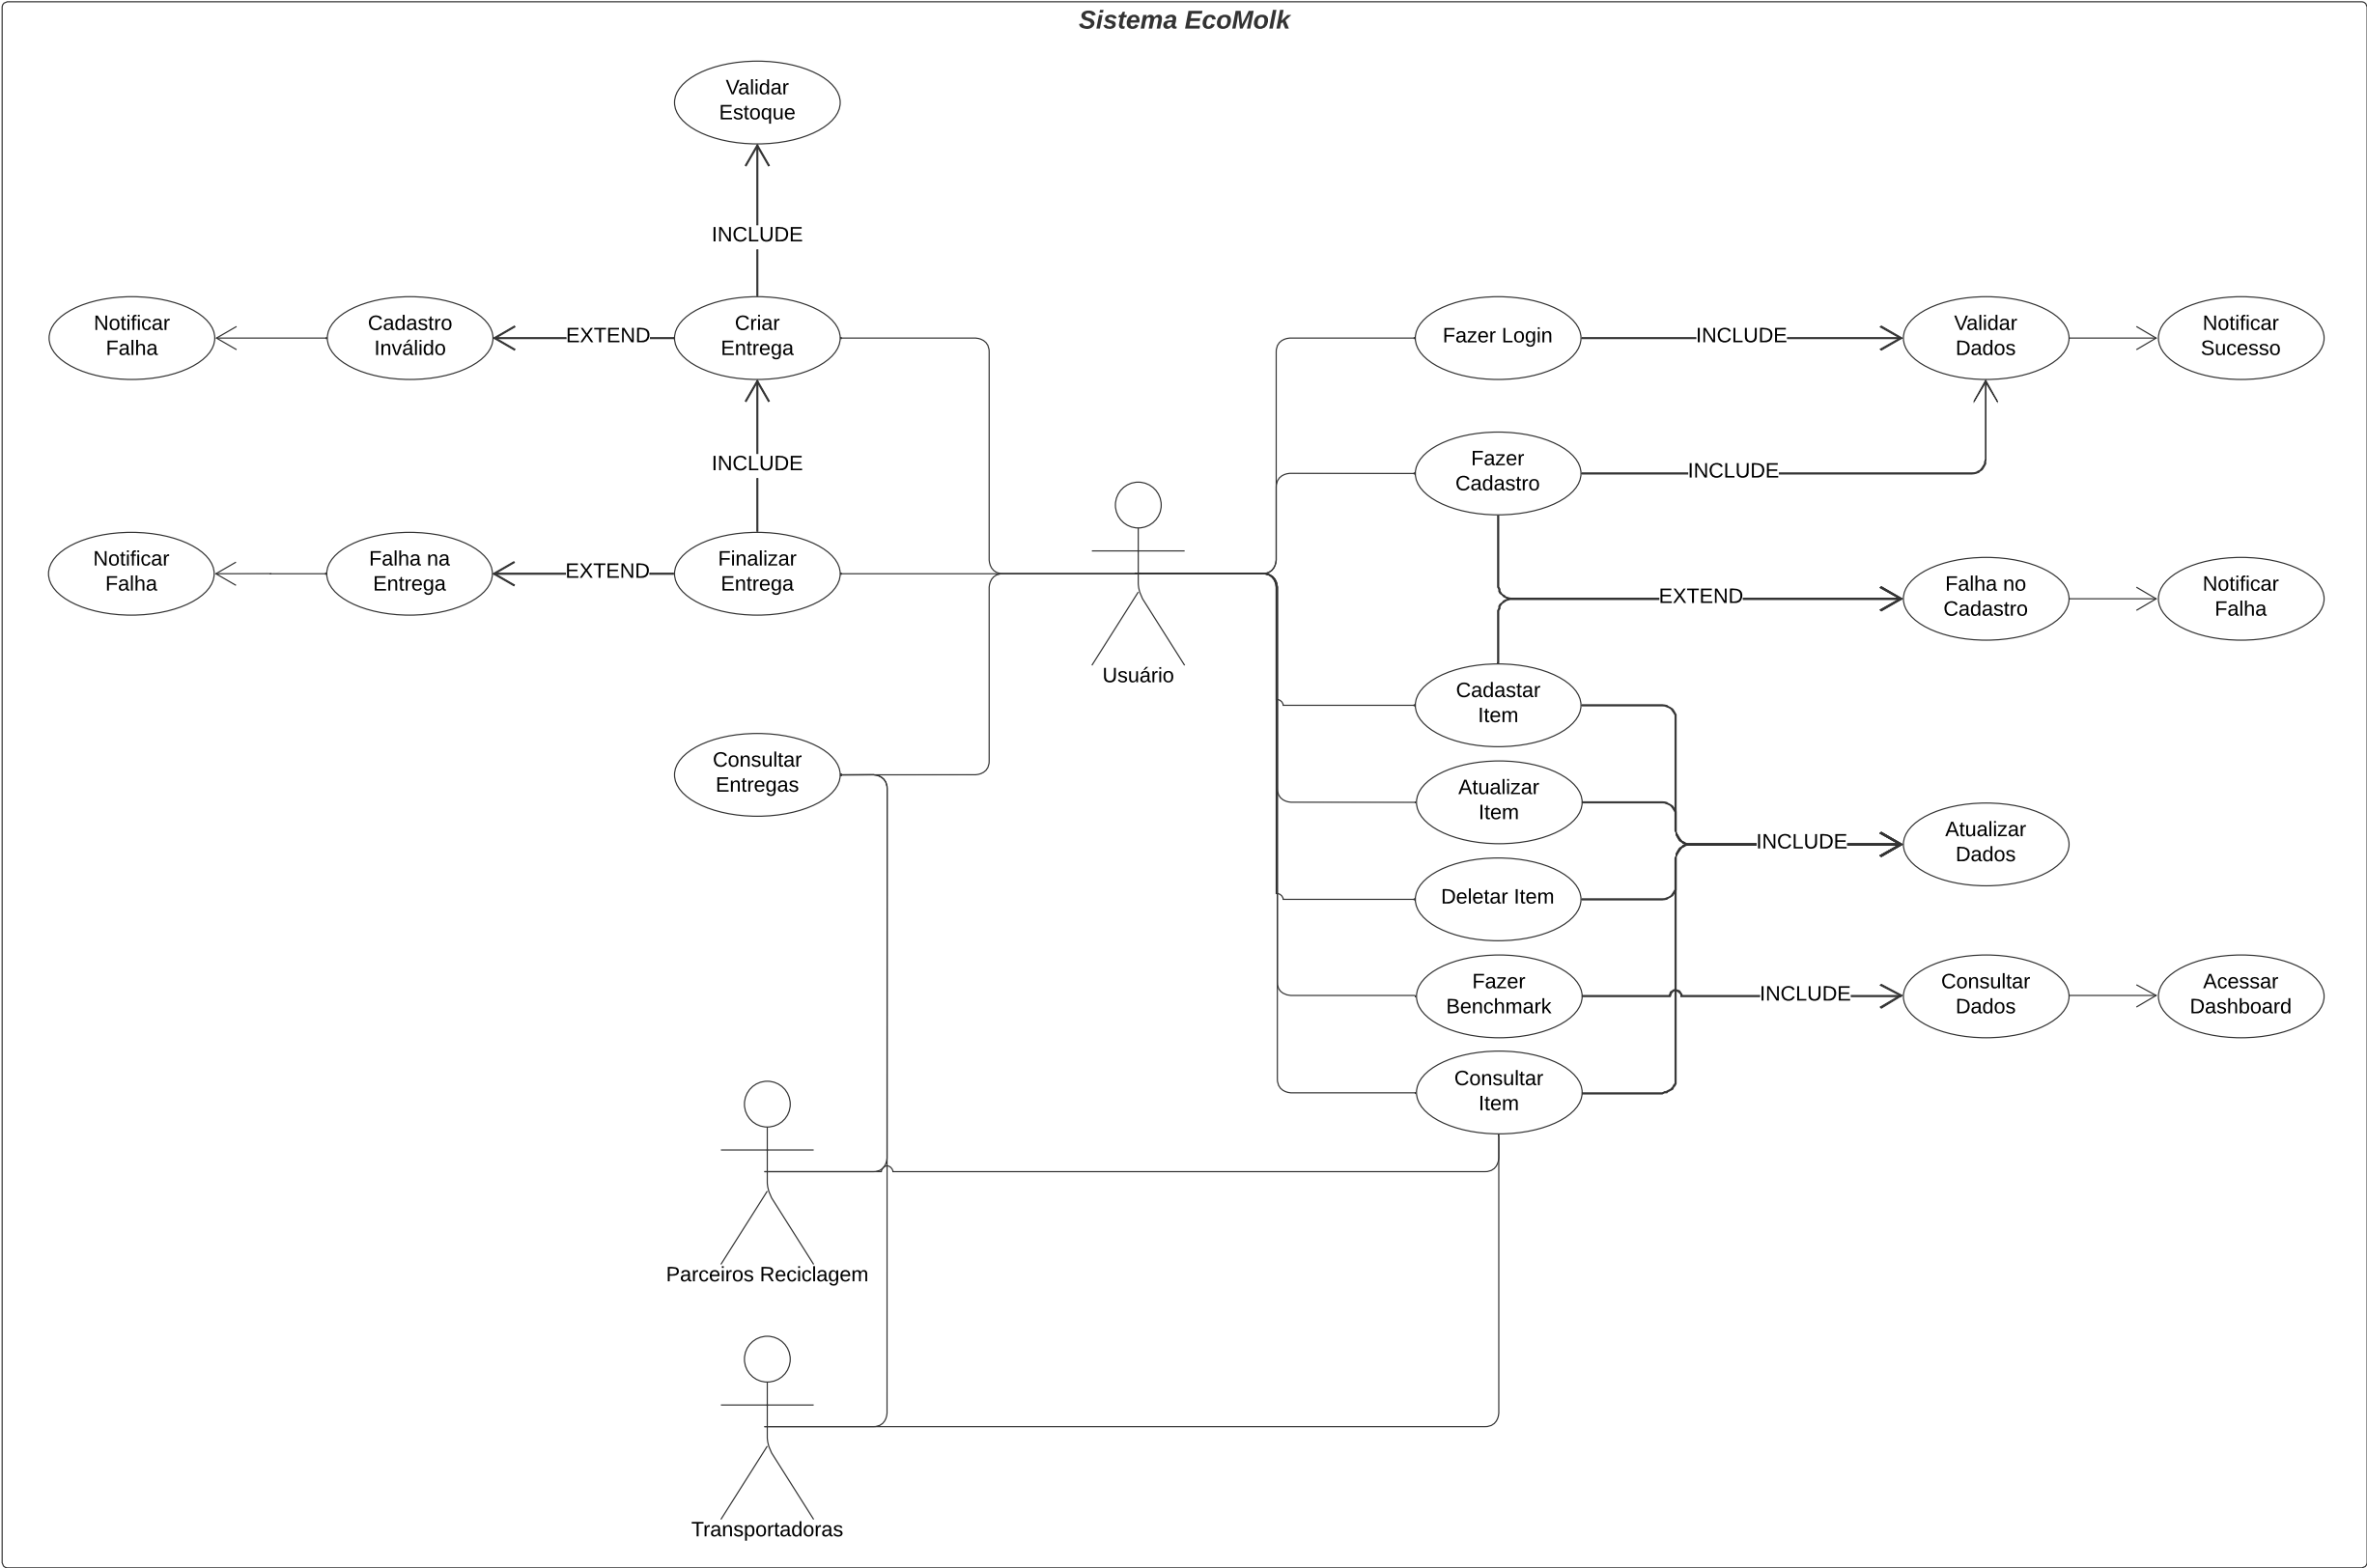 Sistema EcoMolk
Validar
Estoque
INCLUDE
Notificar
Falha
Cadastro
Inválido
EXTEND
Criar
Entrega
Fazer Login
INCLUDE
Validar
Dados
Notificar
Sucesso
INCLUDE
Fazer
Cadastro
INCLUDE
Notificar
Falha
Falha na
Entrega
EXTEND
Finalizar
Entrega
Usuário
EXTEND
Falha no
Cadastro
Notificar
Falha
Cadastar
Item
Consultar
Entregas
Atualizar
Item
INCLUDE
Atualizar
Dados
Deletar Item
Fazer
Benchmark
INCLUDE
Consultar
Dados
Acessar
Dashboard
Consultar
Item
Parceiros Reciclagem
Transportadoras